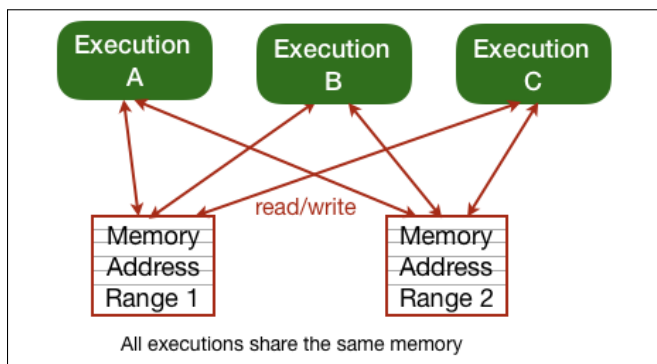 Execution
A
Execution
B
Execution
C
read/write
Memory
Address
Range 1
Memory
Address
Range 2
All executions share the same memory